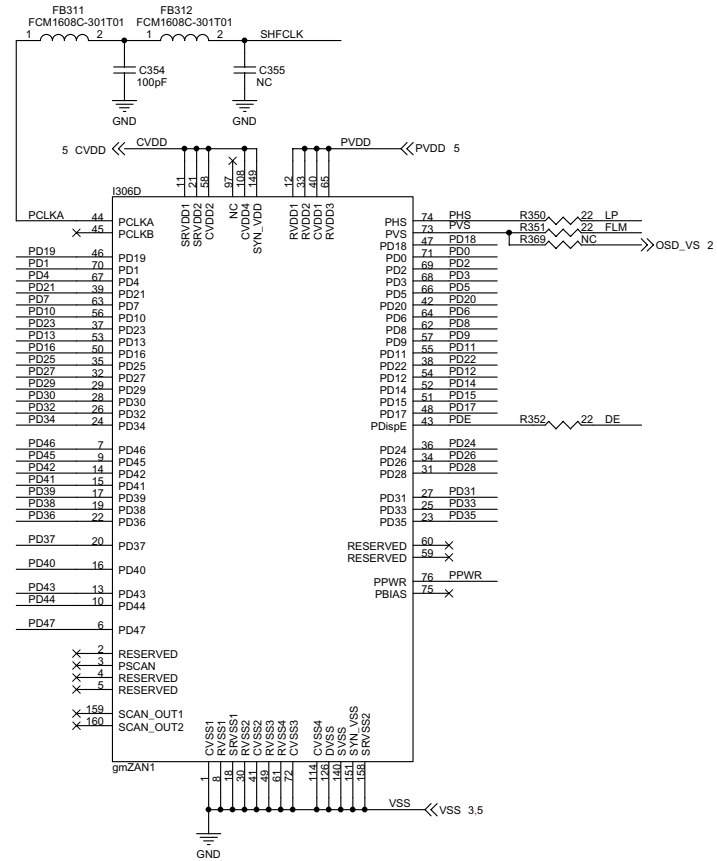 FB311 FB312
FCM1608C-301T01 FCM1608C-301T01
1 2 1 2 SHFCLK
C354 C355
100pF NC
GND GND
5 CVDD CVDD PVDD PVDD 5
11 21 58 97 108 149 12 33 40 65
I306D
SRVDD1 SRVDD2 CVDD2 NC CVDD4 SYN_VDD RVDD1 RVDD2 CVDD1 RVDD3
PCLKA 44 PCLKA
45 PCLKB
PD19 46 PD19
PD1 70 PD1
PD4 67 PD4
PD21 39 PD21
PD7 63 PD7
PD10 56 PD10
PD23 37 PD23
PD13 53 PD13
PD16 50 PD16
PD25 35 PD25
PD27 32 PD27
PD29 29 PD29
PD30 28 PD30
PD32 26 PD32
PD34 24 PD34
PD46 7 PD46
PD45 9 PD45
PD42 14 PD42
PD41 15 PD41
PD39 17 PD39
PD38 19 PD38
PD36 22 PD36
PD37 20 PD37
PD40 16 PD40
PD43 13 PD43
PD44 10 PD44
PD47 6 PD47
2 RESERVED
3 PSCAN
4 RESERVED
5 RESERVED
159 SCAN_OUT1
160 SCAN_OUT2
PHS 74 PHS R350 22 LP
PVS 73 PVS R351 22 FLM
PD18 47 PD18 R369 NC OSD_VS 2
PD0 71 PD0
PD2 69 PD2
PD3 68 PD3
PD5 66 PD5
PD20 42 PD20
PD6 64 PD6
PD8 62 PD8
PD9 57 PD9
PD11 55 PD11
PD22 38 PD22
PD12 54 PD12
PD14 52 PD14
PD15 51 PD15
PD17 48 PD17
PDispE 43 PDE R352 22 DE
PD24 36 PD24
PD26 34 PD26
PD28 31 PD28
PD31 27 PD31
PD33 25 PD33
PD35 23 PD35
RESERVED 60
RESERVED 59
PPWR 76 PPWR
PBIAS 75
CVSS1 RVSS1 SRVSS1 RVSS2 CVSS2 RVSS3 RVSS4 CVSS3 CVSS4 DVSS SVSS SYN_VSS SRVSS2
gmZAN1
1 8 18 30 41 49 61 72 114 126 140 151 158
VSS VSS 3,5
GND